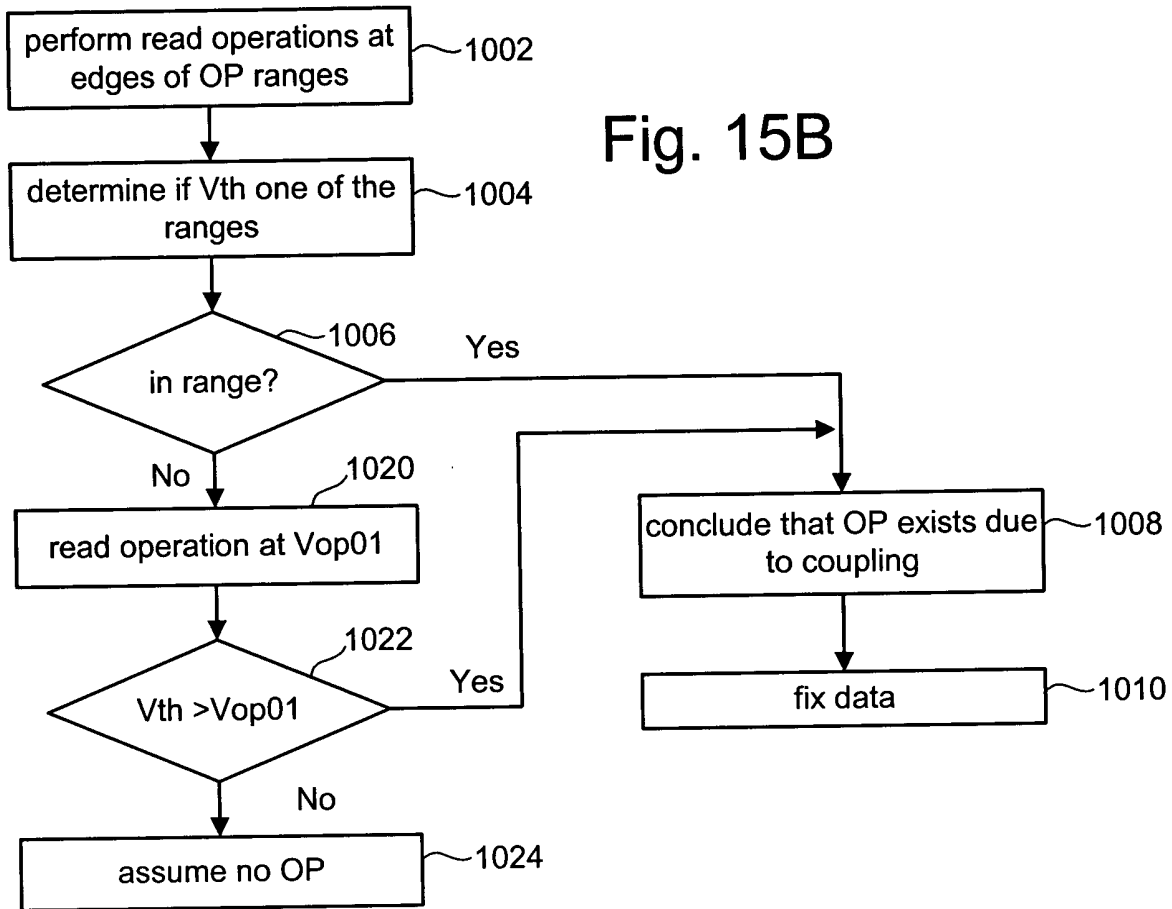 perform read operations at
edges of OP ranges
1002
Fig. 15B
determine if Vth one of the
ranges
1004
1006
in range?
Yes
No
1020
read operation at Vop01
conclude that OP exists due
to coupling
1008
1022
Vth >Vop01
Yes
fix data
1010
No
assume no OP
1024